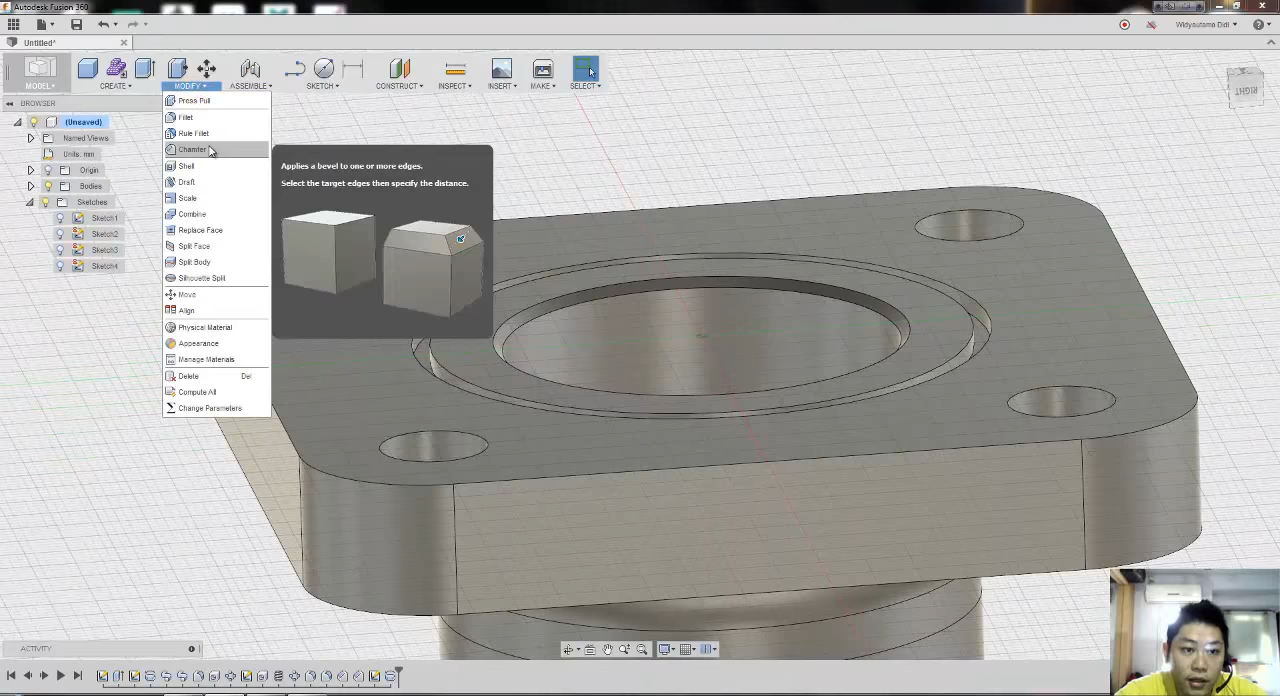 Autodesk Fusion 360
Widyautama Didi
Untitled*
MODEL
CREATE
MODIFY
ASSEMBLE
SKETCH
CONSTRUCT
INSPECT
INSERT
MAKE
SELECT
BROWSER
(Unsaved)
Named Views
Units: mm
Origin
Bodies
Sketches
Sketch1
Sketch2
Sketch3
Sketch4
Press Pull
Fillet
Rule Fillet
Chamfer
Shell
Draft
Scale
Combine
Replace Face
Split Face
Split Body
Silhouette Split
Move
Align
Physical Material
Appearance
Manage Materials
Delete Del
Compute All
Change Parameters
Applies a bevel to one or more edges.
Select the target edges then specify the distance.
RIGHT
ACTIVITY